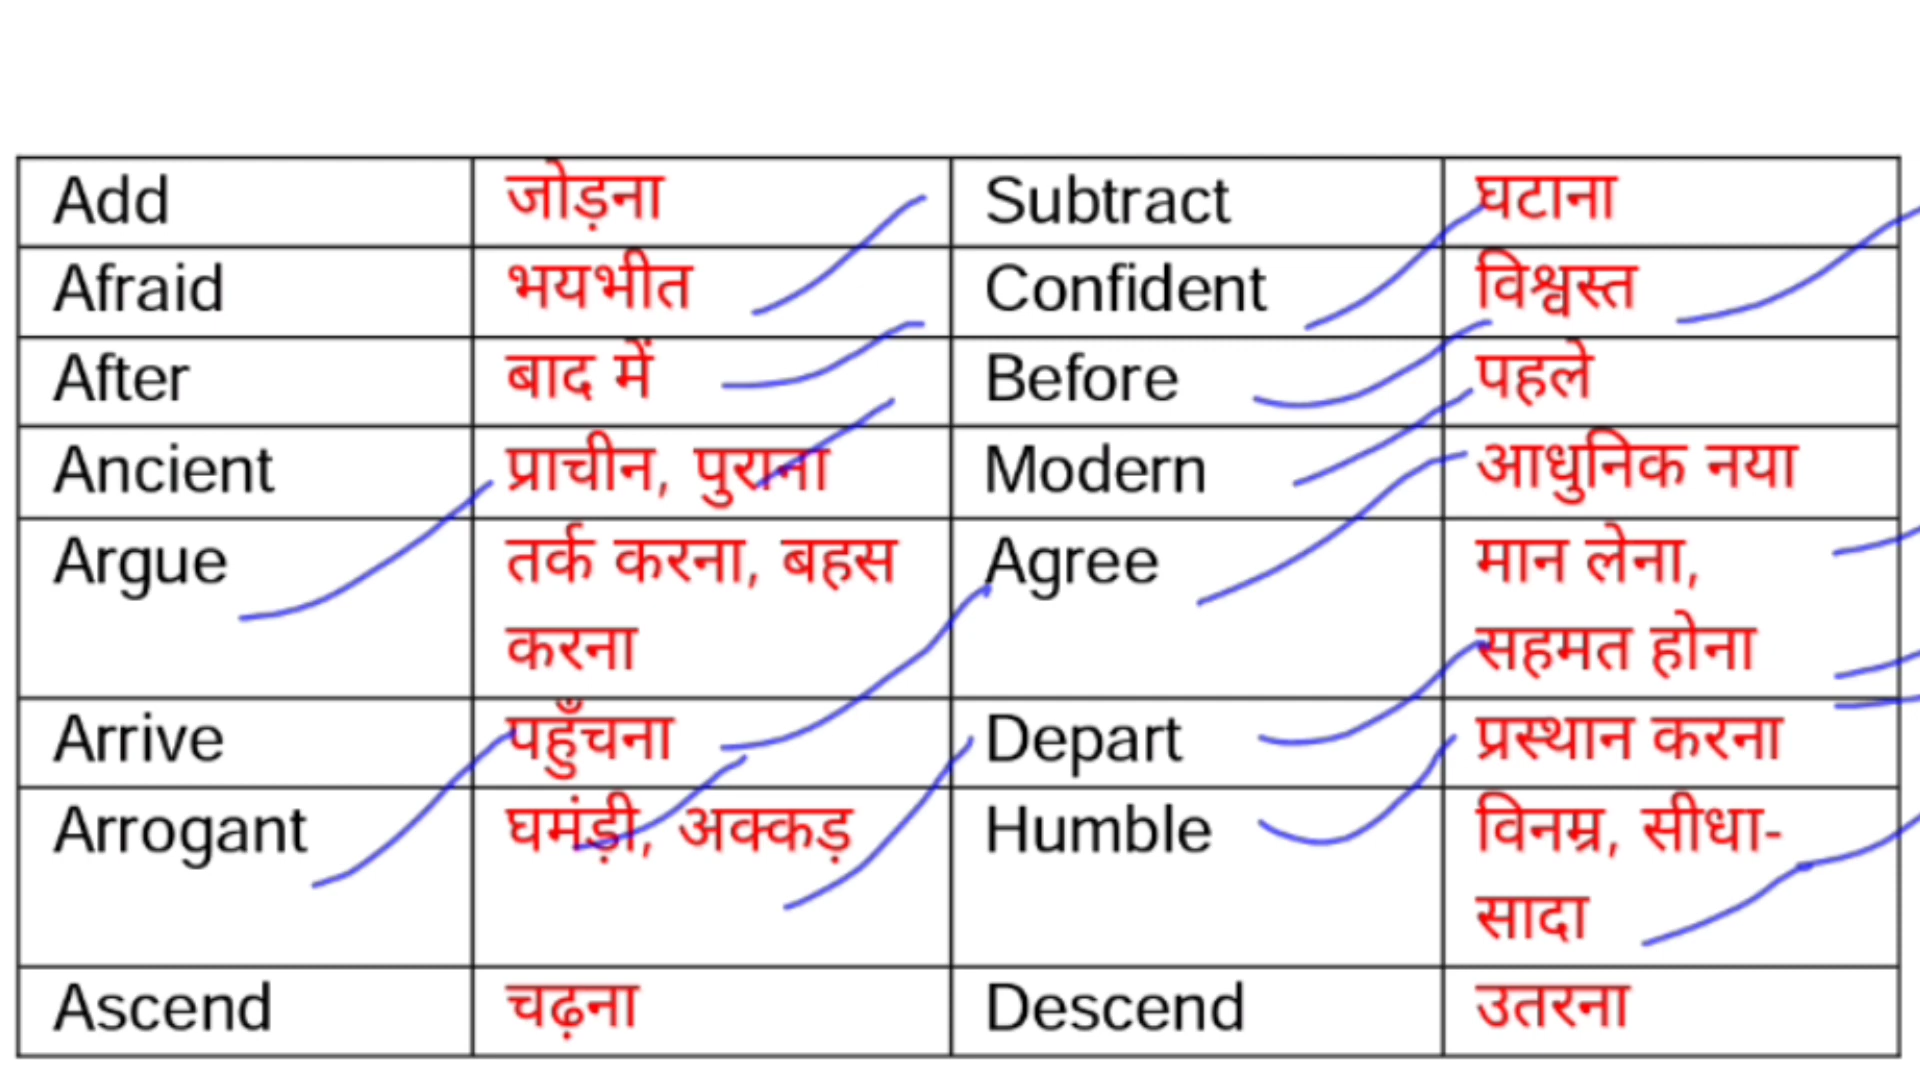 Add जोड़ना Subtract घटाना
Afraid भयभीत Confident विश्वस्त
After बाद में Before पहले
Ancient प्राचीन, पुराना Modern आधुनिक नया
Argue तर्क करना, बहस Agree मान लेना,
करना सहमत होना
Arrive पहुँचना Depart प्रस्थान करना
Arrogant घमंड़ी, अक्कड़ Humble विनम्र, सीधा-
सादा
Ascend चढ़ना Descend उतरना